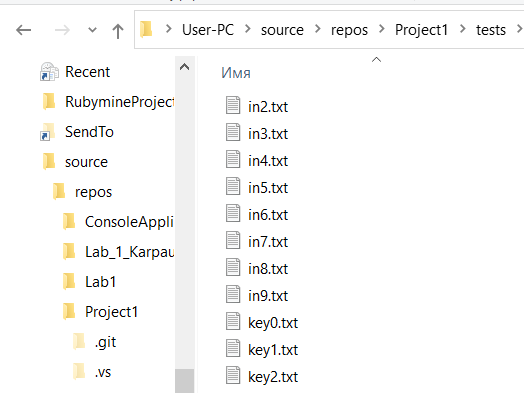 User-PC > source > repos > Project1 > tests >
Recent
RubymineProject
SendTo
source
repos
ConsoleAppli
Lab_1_Karpau
Lab1
Project1
.git
.vs
Имя
in2.txt
in3.txt
in4.txt
in5.txt
in6.txt
in7.txt
in8.txt
in9.txt
key0.txt
key1.txt
key2.txt